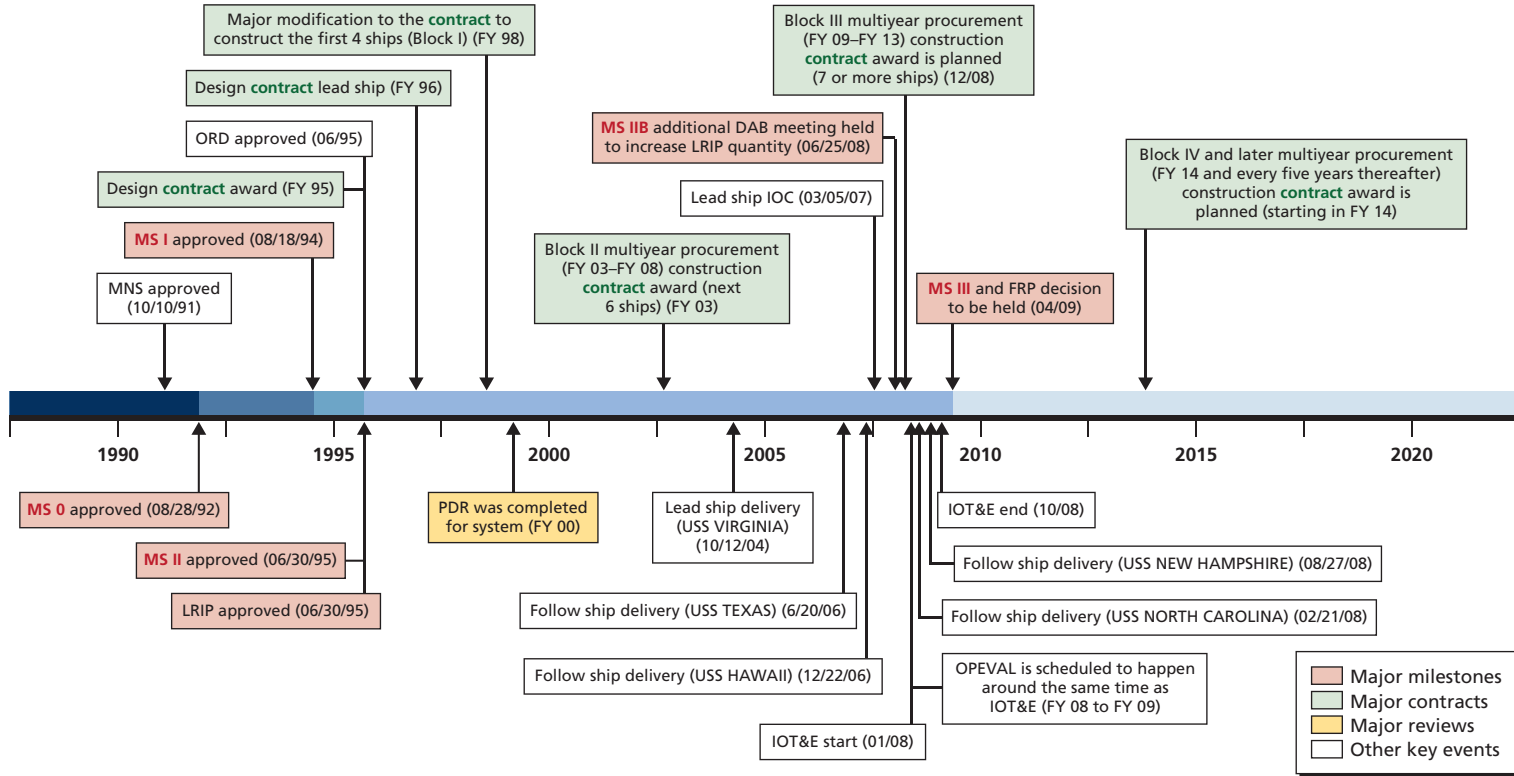 Major modification to the contract to
construct the first 4 ships (Block I) (FY 98)
Design contract lead ship (FY 96)
ORD approved (06/95)
Design contract award (FY 95)
MS I approved (08/18/94)
MNS approved
(10/10/91)
Block III multiyear procurement
(FY 09–FY 13) construction
contract award is planned
(7 or more ships) (12/08)
MS IIB additional DAB meeting held
to increase LRIP quantity (06/25/08)
Lead ship IOC (03/05/07)
Block II multiyear procurement
(FY 03–FY 08) construction
contract award (next
6 ships) (FY 03)
Block IV and later multiyear procurement
(FY 14 and every five years thereafter)
construction contract award is
planned (starting in FY 14)
MS III and FRP decision
to be held (04/09)
1990
1995
2000
2005
2010
2015
2020
MS 0 approved (08/28/92)
MS II approved (06/30/95)
LRIP approved (06/30/95)
PDR was completed
for system (FY 00)
Lead ship delivery
(USS VIRGINIA)
(10/12/04)
Follow ship delivery (USS TEXAS) (6/20/06)
Follow ship delivery (USS HAWAII) (12/22/06)
IOT&E start (01/08)
IOT&E end (10/08)
Follow ship delivery (USS NEW HAMPSHIRE) (08/27/08)
Follow ship delivery (USS NORTH CAROLINA) (02/21/08)
OPEVAL is scheduled to happen
around the same time as
IOT&E (FY 08 to FY 09)
Major milestones
Major contracts
Major reviews
Other key events